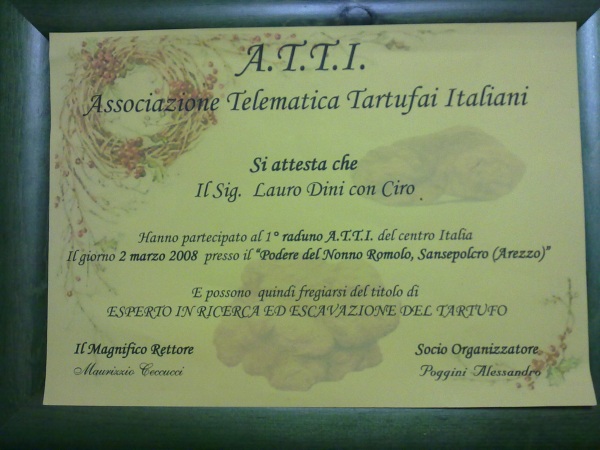 A.T.T.I.
Associazione Telematica Tartufai Italiani
Si attesta che
Il Sig. Lauro Dini con Ciro
Hanno partecipato al 1° raduno A.T.T.I. del centro Italia
Il giorno 2 marzo 2008 presso il "Podere del Nonno Romolo, Sansepolcro (Arezzo)"
E possono quindi fregiarsi del titolo di
ESPERTO IN RICERCA ED ESCAVAZIONE DEL TARTUFO
Il Magnifico Rettore
Socio Organizzatore
Maurizzio Ceccucci
Poggini Alessandro